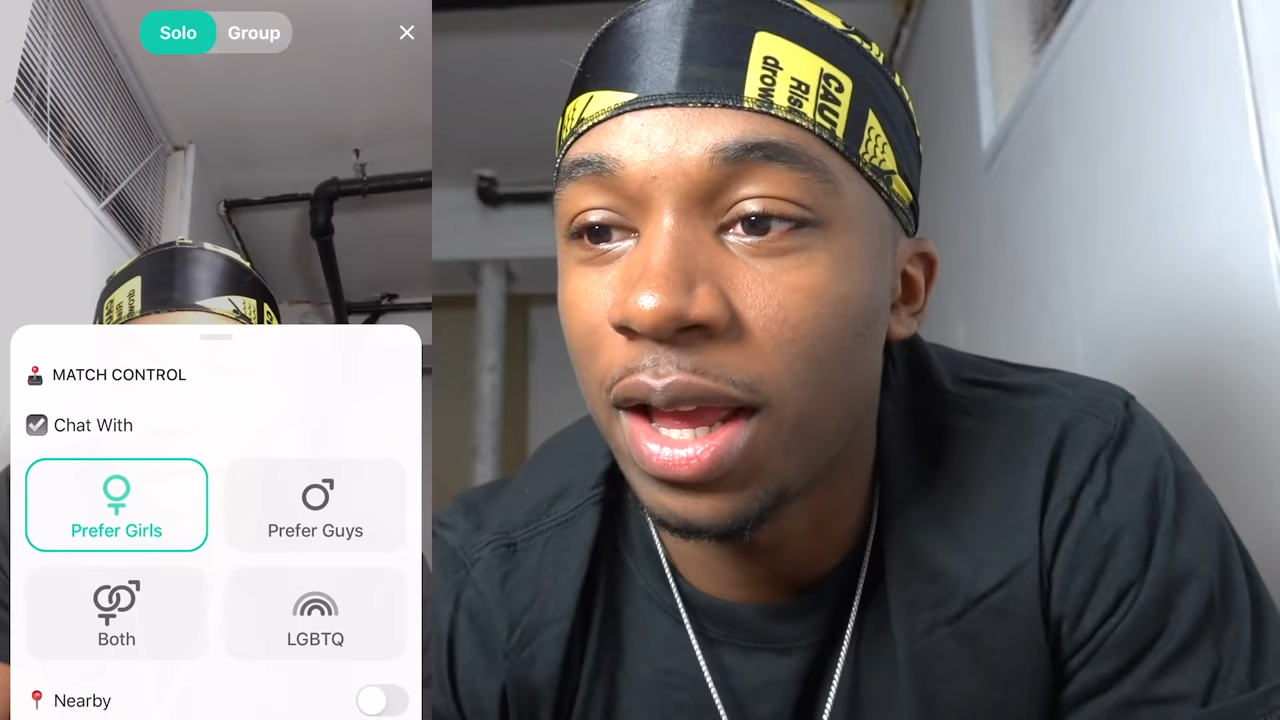 Solo
Group
MATCH CONTROL
Chat With
Prefer Girls
Prefer Guys
Both
LGBTQ
Nearby